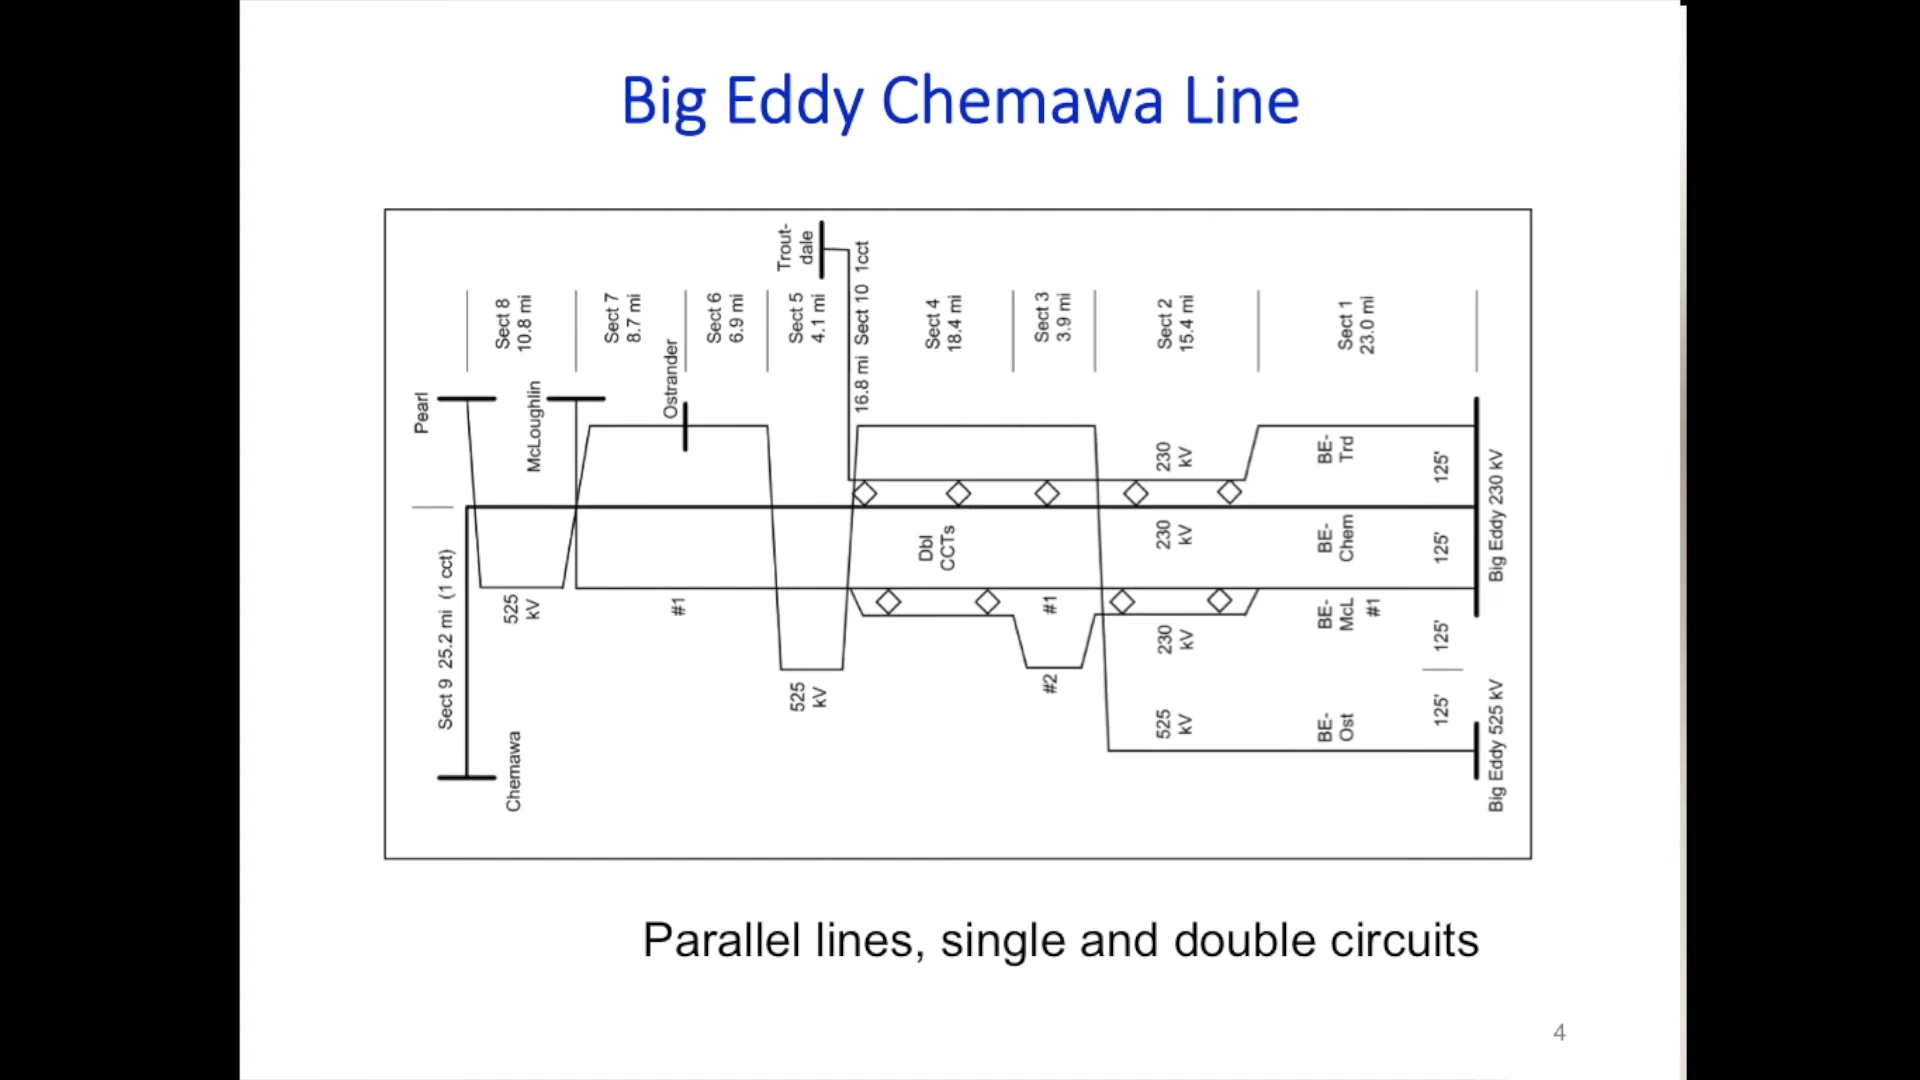 Big Eddy Chemawa Line
Sect 8
10.8 mi
Sect 7
8.7 mi
Sect 6
6.9 mi
Sect 5
4.1 mi
Trout-
dale
16.8 mi Sect 10 1cct
Sect 4
18.4 mi
Sect 3
3.9 mi
Sect 2
15.4 mi
Sect 1
23.0 mi
Pearl
McLoughlin
Ostrander
230
kV
BE-
Trd
125'
Big Eddy 230 kV
Dbl
CCTs
230
kV
BE-
Chem
125'
Sect 9 25.2 mi (1 cct)
525
kV
#1
#1
230
kV
BE-
McL
#1
125'
525
kV
#2
525
kV
BE-
Ost
125'
Big Eddy 525 kV
Chemawa
Parallel lines, single and double circuits
4